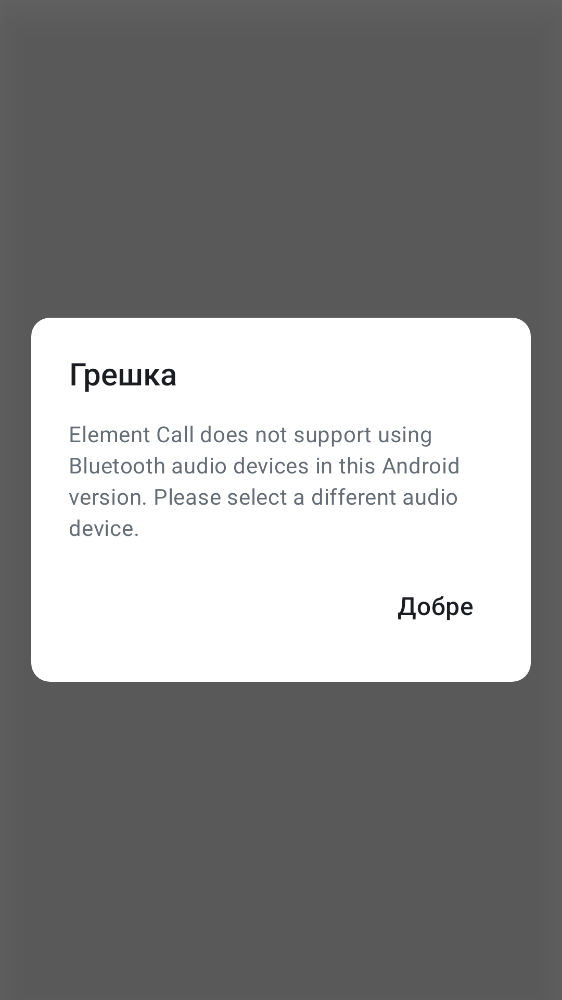 Грешка
Element Call does not support using
Bluetooth audio devices in this Android
version. Please select a different audio
device.
Добре